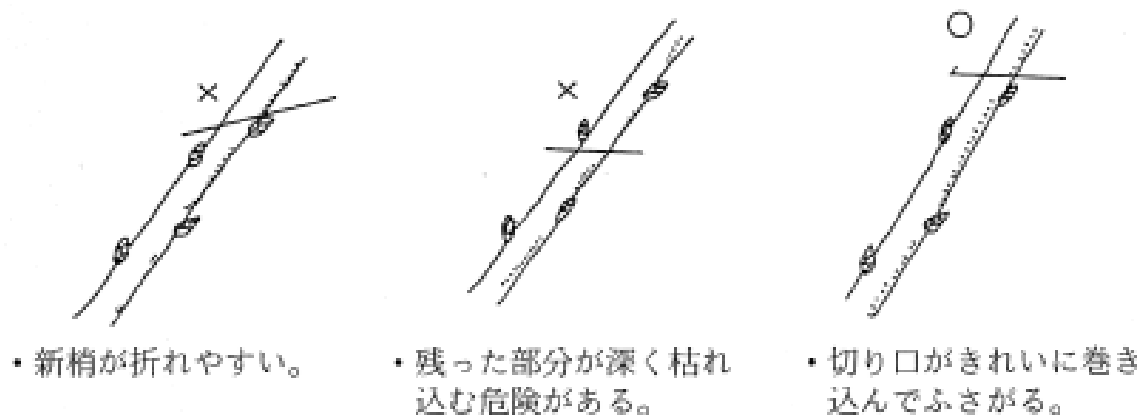 ×
×
○
・新梢が折れやすい。
・残った部分が深く枯れ
込む危険がある。
・切り口がきれいに巻き
込んでふさがる。